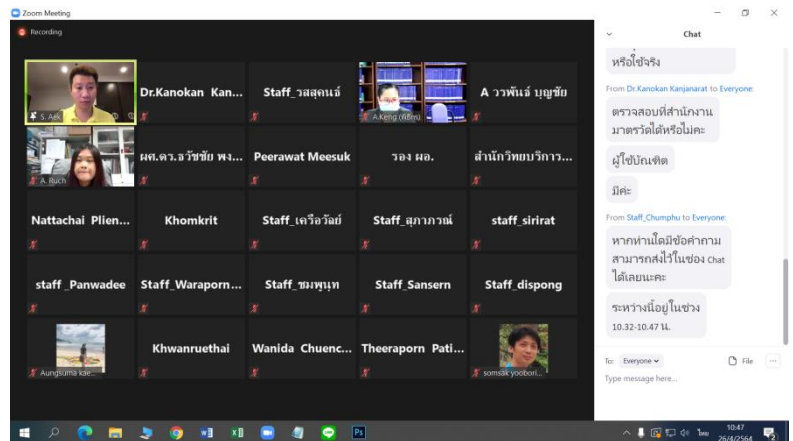 Zoom Meeting
Recording
S. Aek
Dr.Kanokan Kan...
Staff_วสสุคนธ์
A.Keng (พิธีกร)
A วาพันธ์ บุญชัย
A. Ruch
ผศ.ดร.ธวัชชัย พง...
Peerawat Meesuk
รอง ผอ.
สำนักวิทยบริการ...
Nattachai Plien...
Khomkrit
Staff_เครือวัลย์
Staff_สุภาภรณ์
staff_sirirat
staff_Panwadee
Staff_Waraporn...
Staff_ชมพูนุท
Staff_Sansern
Staff_dispong
Aungsuma kae...
Khwanruethai
Wanida Chuenc...
Theeraporn Pati...
somsak yoobori...
Chat
หรือใช้จริง
From Dr.Kanokan Kanjanarat to Everyone:
ตรวจสอบที่สำนักงาน
มาตรวัดได้หรือไม่คะ
ผู้ใช้บัณฑิต
มีค่ะ
From Staff_Chumphu to Everyone:
หากท่านใดมีข้อคำถาม
สามารถส่งไว้ในช่อง Chat
ได้เลยนะคะ
ระหว่างนี้อยู่ในช่วง
10.32-10.47 น.
To: Everyone
File
Type message here...
ไทย
10:47
26/4/2564